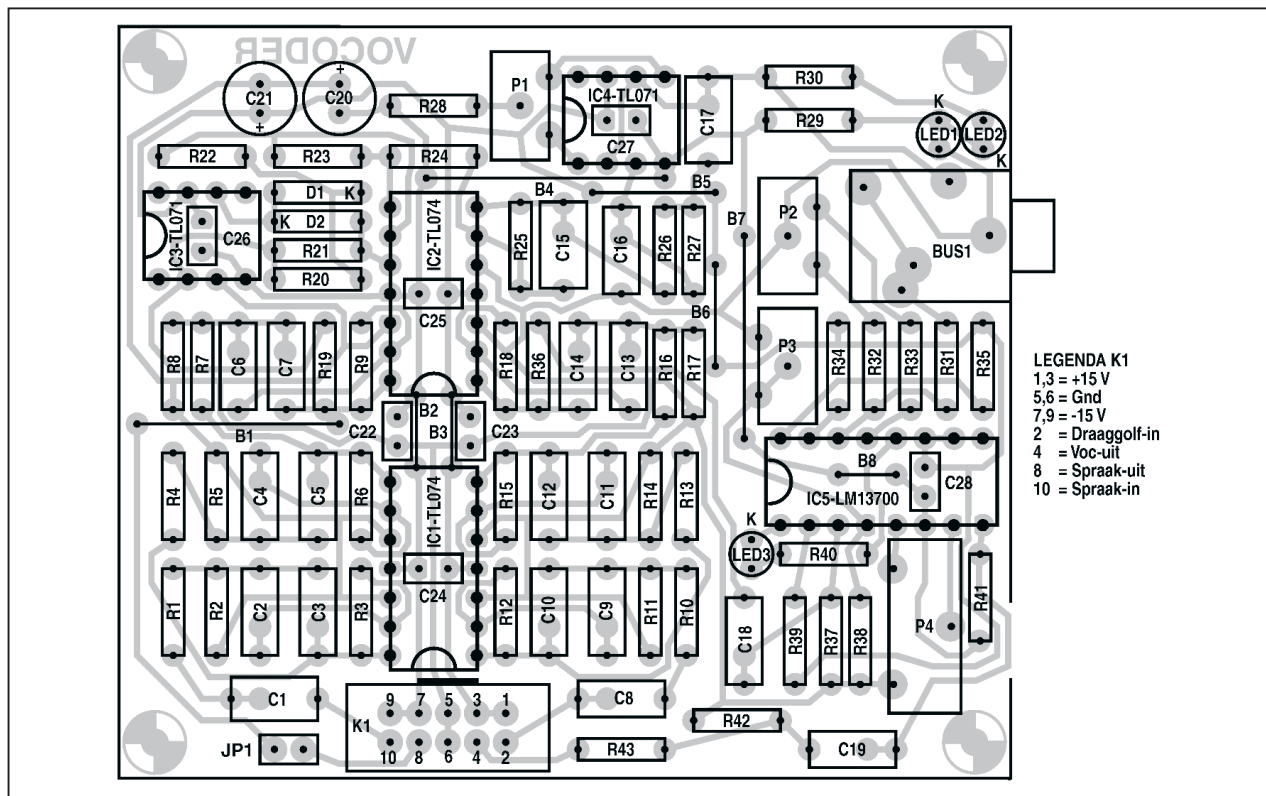 VOCODER
C21
+
+
C20
R28
P1
IC4-TL071
C27
C17
R30
R29
K
LED1
LED2
K
R22
R23
R24
D1 K
K D2
R21
R20
IC3-TL071
C26
IC2-TL074
C25
B4
B5
R25
C15
C16
R26
R27
B7
P2
BUS1
B6
R8
R7
C6
C7
R19
R9
R18
R36
C14
C13
R16
R17
P3
R34
R32
R33
R31
R35
B1
C22
B2
B3
C23
R4
R5
C4
C5
R6
IC1-TL074
C24
R15
C12
C11
R14
R13
B8
IC5-LM13700
C28
K
LED3
R40
R1
R2
C2
C3
R3
R12
C10
C9
R11
R10
C18
R39
R37
R38
P4
R41
C1
JP1
K1
9 7 5 3 1
10 8 6 4 2
C8
R43
R42
C19
LEGENDA K1
1,3 = +15 V
5,6 = Gnd
7,9 = -15 V
2 = Draaggolf-in
4 = Voc-uit
8 = Spraak-uit
10 = Spraak-in